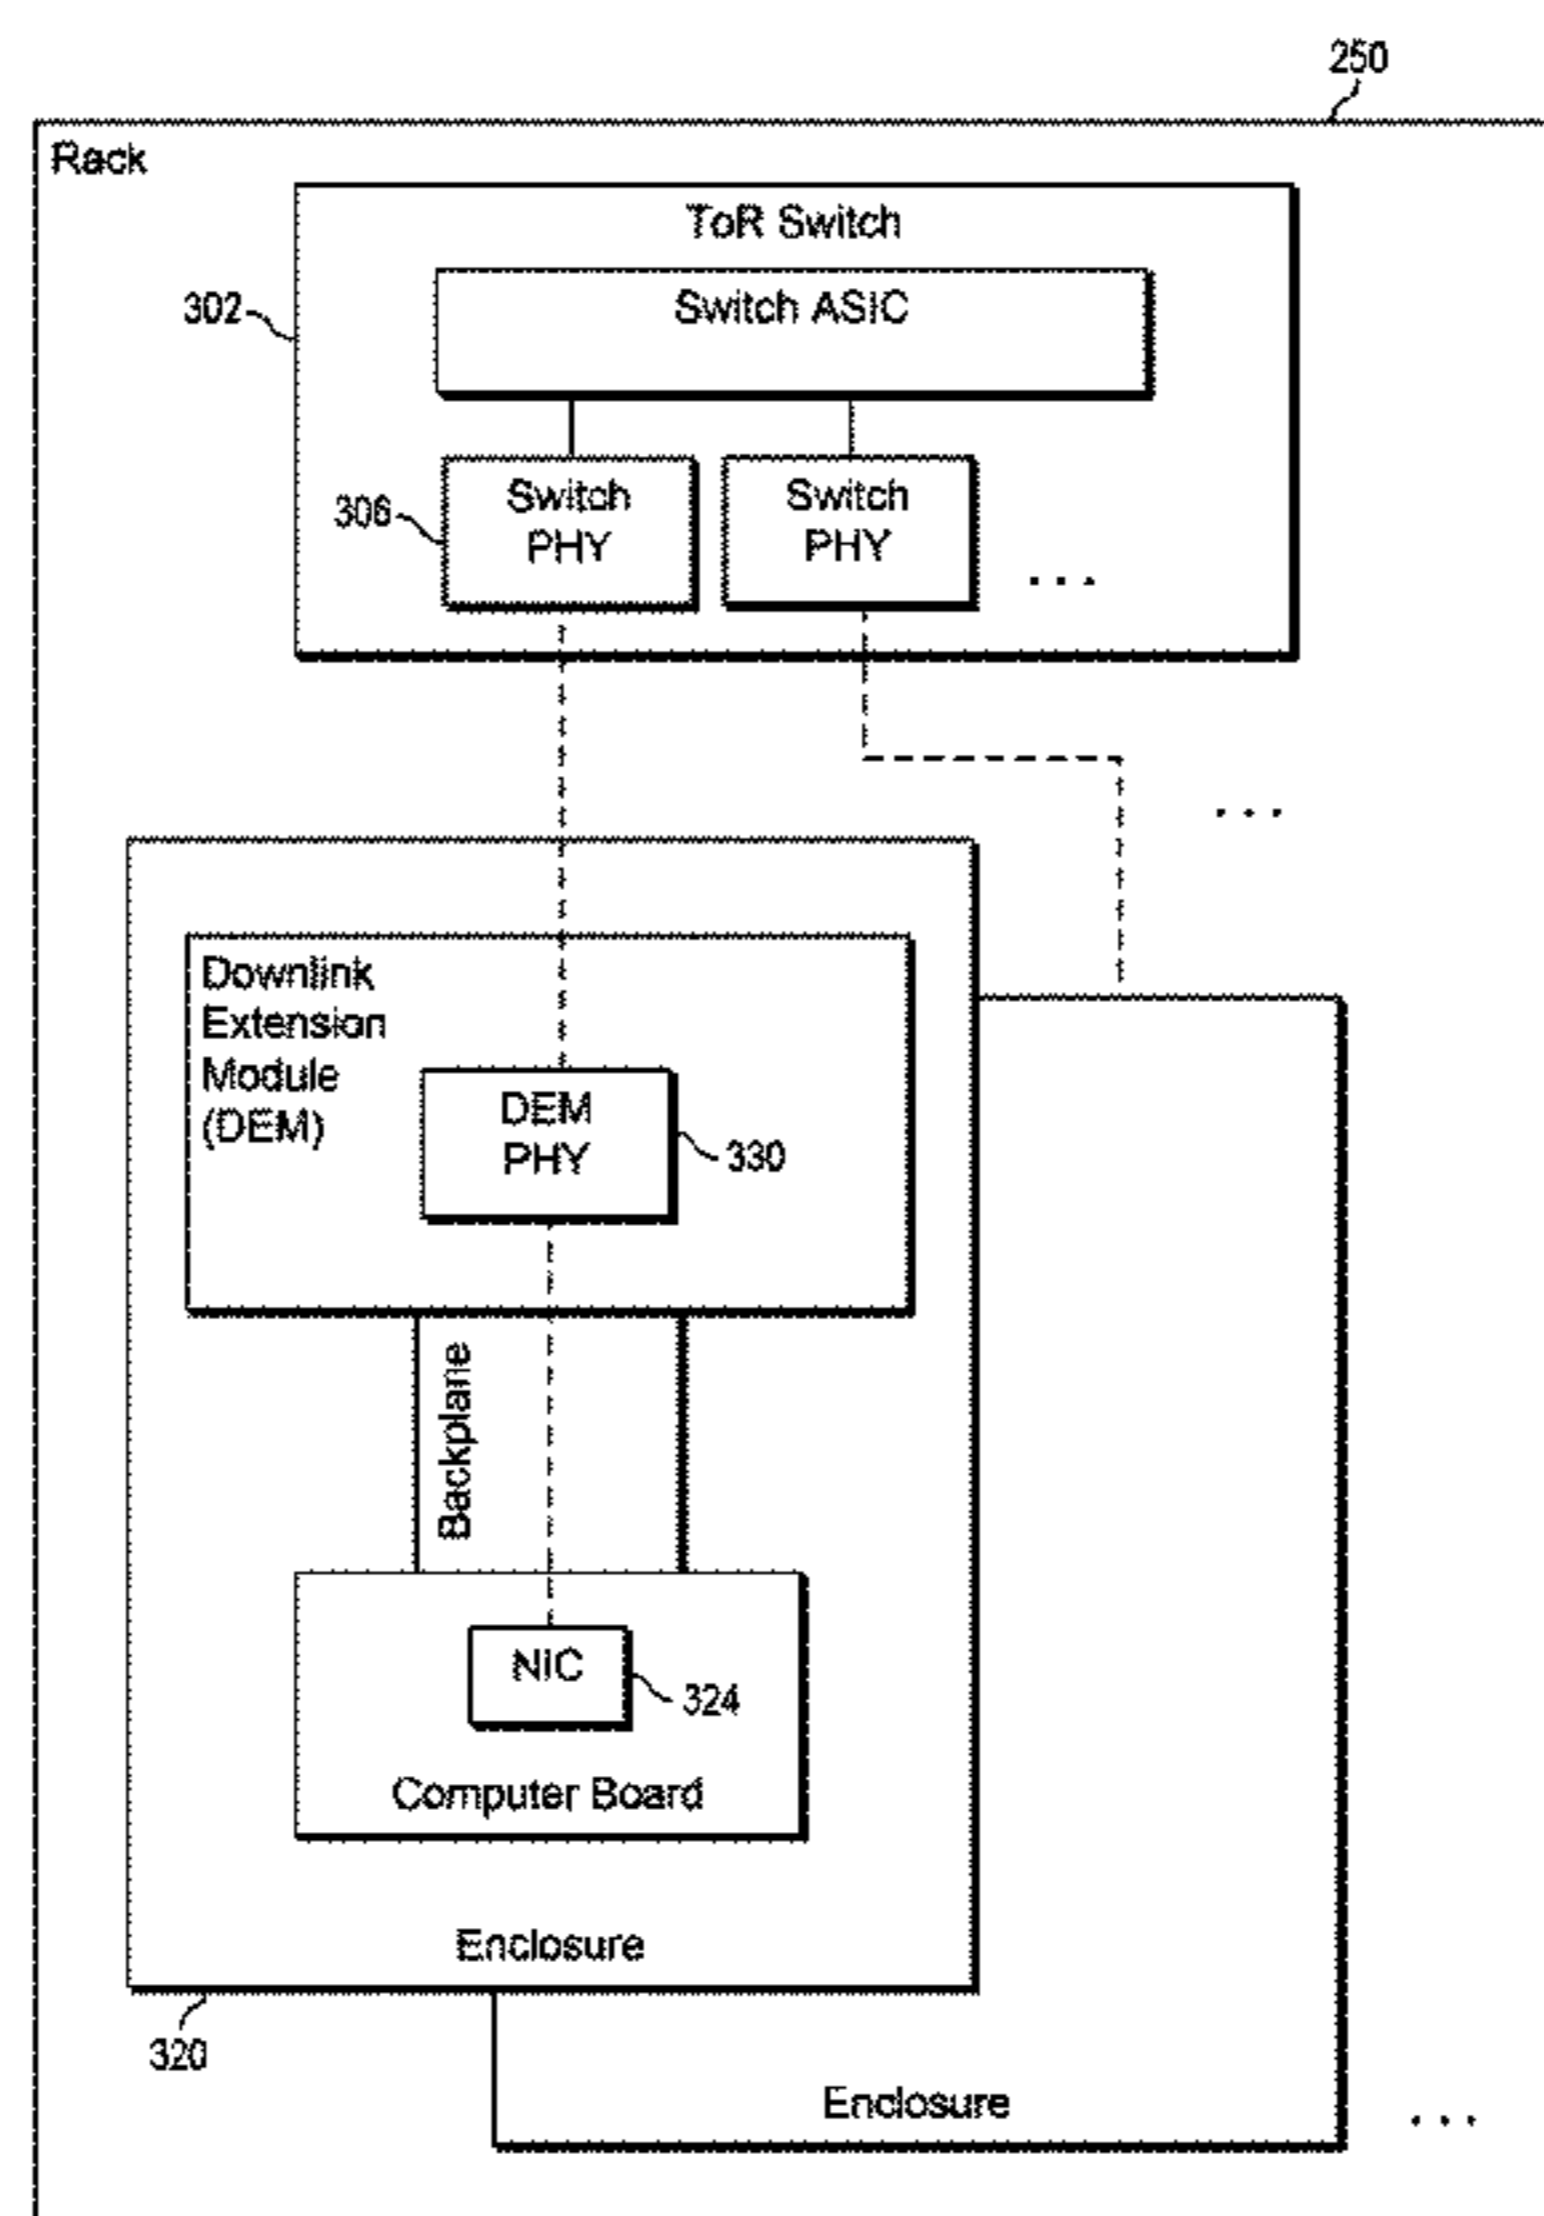 250
Rack
ToR Switch
Switch ASIC
302
306
Switch
PHY
Switch
PHY
...
...
Downlink
Extension
Module
(DEM)
DEM
PHY
330
Backplane
NIC
324
Computer Board
Enclosure
320
Enclosure
...